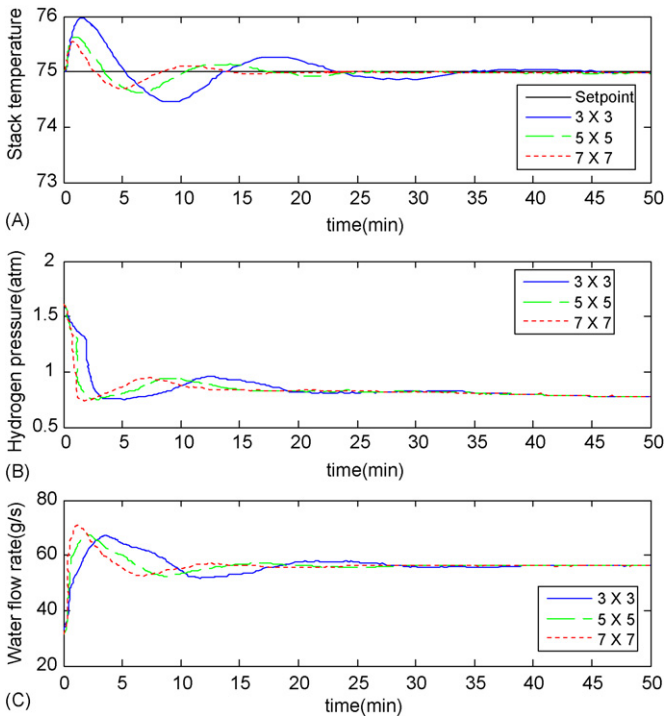 76
75
74
73
Stack temperature
Setpoint
3 X 3
5 X 5
7 X 7
0 5 10 15 20 25 30 35 40 45 50
time(min)
(A)
2
1.5
1
0.5
Hydrogen pressure(atm)
3 X 3
5 X 5
7 X 7
0 5 10 15 20 25 30 35 40 45 50
time(min)
(B)
80
60
40
20
Water flow rate(g/s)
3 X 3
5 X 5
7 X 7
0 5 10 15 20 25 30 35 40 45 50
time(min)
(C)